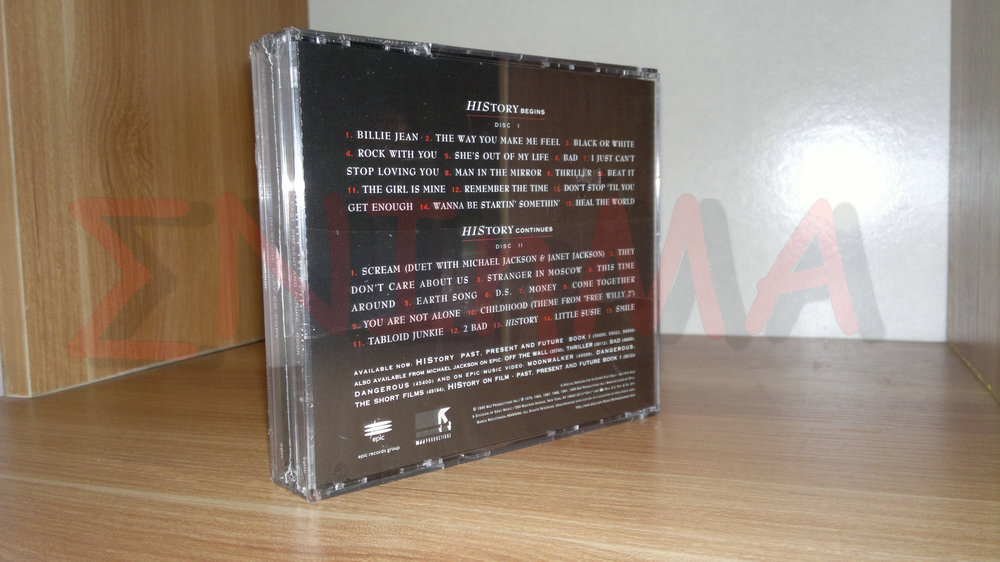 HISTORY BEGINS
DISC I
1. BILLIE JEAN 2. THE WAY YOU MAKE ME FEEL 3. BLACK OR WHITE
4. ROCK WITH YOU 5. SHE'S OUT OF MY LIFE 6. BAD 7. I JUST CAN'T
STOP LOVING YOU 8. MAN IN THE MIRROR 9. THRILLER 10. BEAT IT
11. THE GIRL IS MINE 12. REMEMBER THE TIME 13. DON'T STOP 'TIL YOU
GET ENOUGH 14. WANNA BE STARTIN' SOMETHIN' 15. HEAL THE WORLD
HISTORY CONTINUES
DISC II
1. SCREAM (DUET WITH MICHAEL JACKSON & JANET JACKSON) 2. THEY
DON'T CARE ABOUT US 3. STRANGER IN MOSCOW 4. THIS TIME
AROUND 5. EARTH SONG 6. D.S. 7. MONEY 8. COME TOGETHER
9. YOU ARE NOT ALONE 10. CHILDHOOD (THEME FROM "FREE WILLY 2")
11. TABLOID JUNKIE 12. 2 BAD 13. HISTORY 14. LITTLE SUSIE 15. SMILE
AVAILABLE NOW. HISTORY PAST, PRESENT AND FUTURE BOOK I
ALSO AVAILABLE FROM MICHAEL JACKSON ON EPIC: OFF THE WALL (35745), THRILLER (38112), BAD (40600),
DANGEROUS (45400) AND ON EPIC MUSIC VIDEO: MOONWALKER (49009), DANGEROUS:
THE SHORT FILMS (49164), HISTORY ON FILM - PAST, PRESENT AND FUTURE BOOK I
epic
epic records group
MJJ PRODUCTIONS
ΣNIGMA